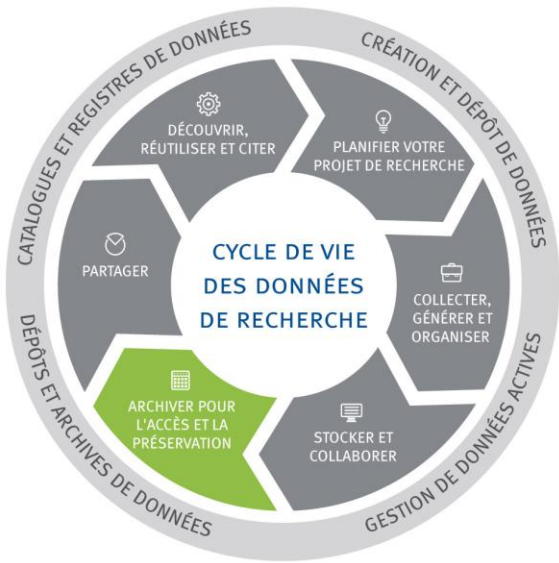 CATALOGUES ET REGISTRES DE DONNÉES
CRÉATION ET DÉPÔT DE DONNÉES
DÉCOUVRIR,
RÉUTILISER ET CITER
PLANIFIER VOTRE
PROJET DE RECHERCHE
PARTAGER
CYCLE DE VIE
DES DONNÉES
DE RECHERCHE
COLLECTER,
GÉNÉRER ET
ORGANISER
ARCHIVER POUR
L'ACCÈS ET LA
PRÉSERVATION
STOCKER ET
COLLABORER
DÉPÔTS ET ARCHIVES DE DONNÉES
GESTION DE DONNÉES ACTIVES